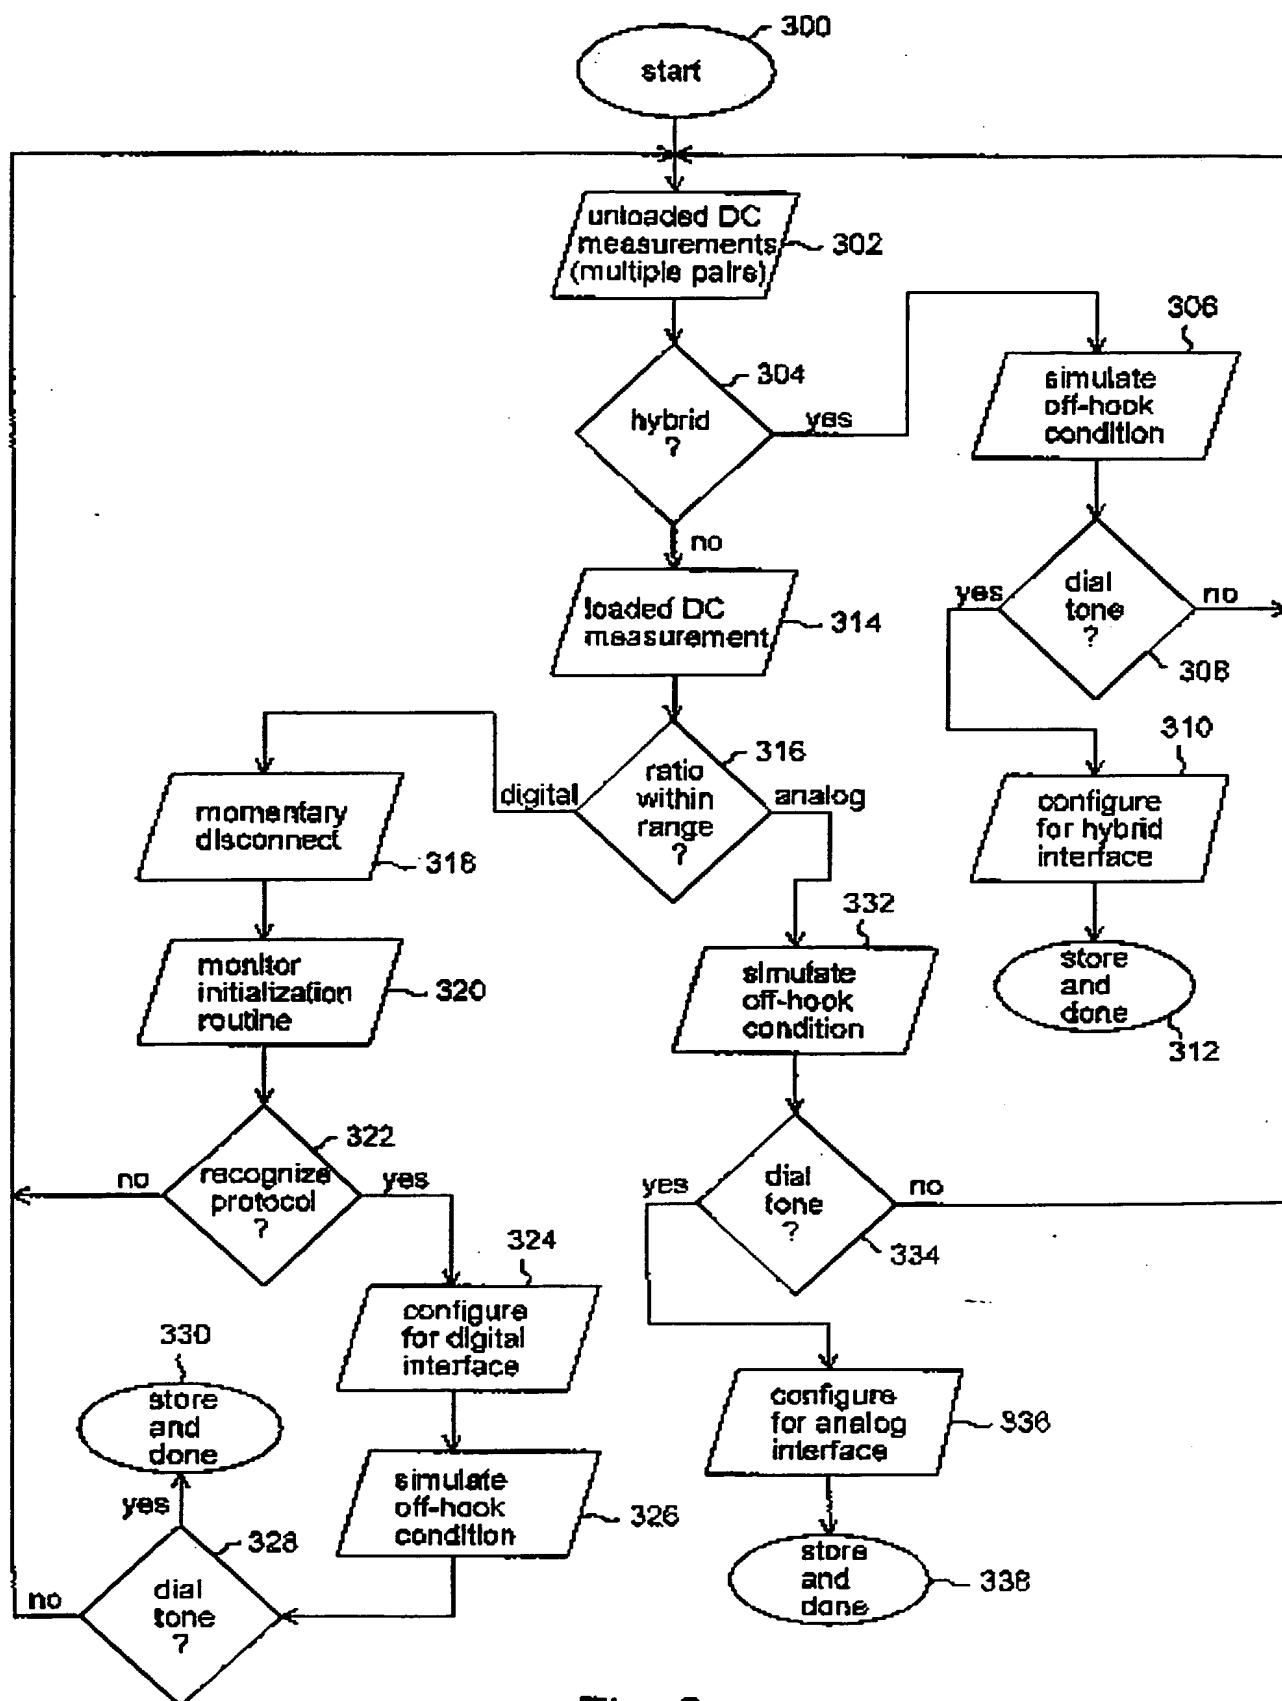 300
start
unloaded DC
measurements
(multiple pairs)
302
306
304
hybrid
?
yes
simulate
off-hook
condition
no
loaded DC
measurement
314
yes
dial
tone
?
no
308
310
316
ratio
within
range
?
digital
analog
configure
for hybrid
interface
momentary
disconnect
318
332
store
and
done
312
monitor
initialization
routine
320
simulate
off-hook
condition
322
no
recognize
protocol
?
yes
yes
dial
tone
?
no
334
324
configure
for digital
interface
330
store
and
done
configure
for analog
interface
336
yes
simulate
off-hook
condition
326
328
no
dial
tone
?
store
and
done
338